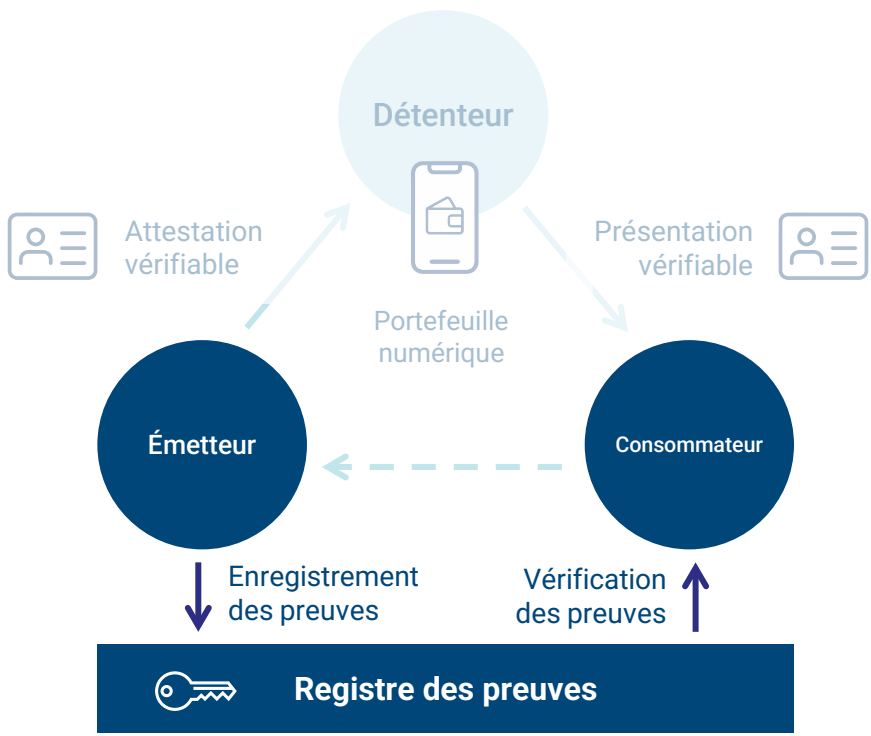 Détenteur
Attestation
vérifiable
Présentation
vérifiable
Portefeuille
numérique
Émetteur
Consommateur
Enregistrement
des preuves
Vérification
des preuves
Registre des preuves